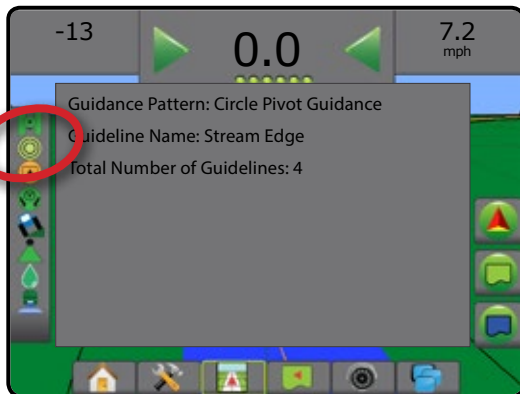 -13
0.0
7.2
mph
Guidance Pattern: Circle Pivot Guidance
Guideline Name: Stream Edge
Total Number of Guidelines: 4